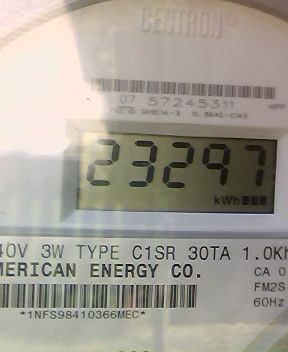 CENTRON
07 57245311
23297
kWh
40V 3W TYPE C1SR 30TA 1.0Kh
MERICAN ENERGY CO.
CA 0
FM2S
60Hz
*1NFS98410366MEC*